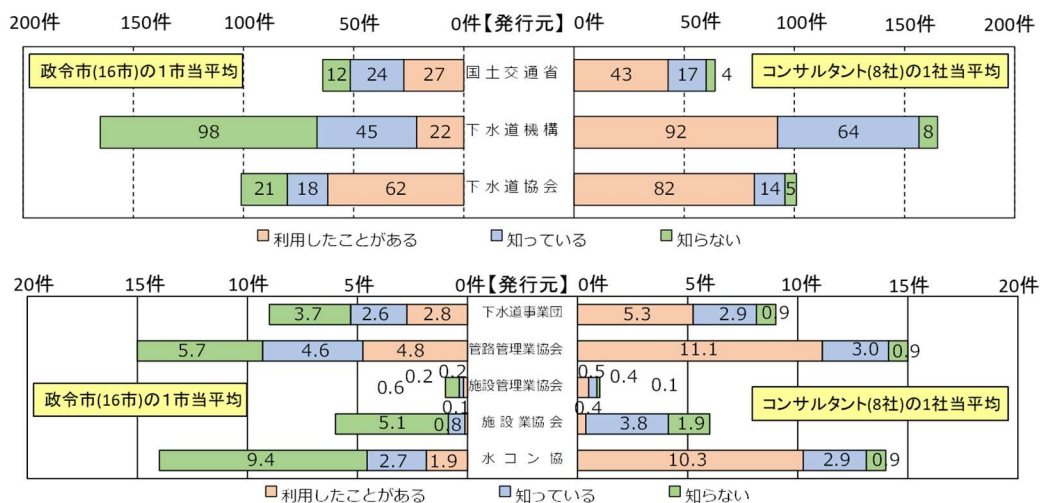 200件 150件 100件 50件 0件【発行元】0件 50件 100件 150件 200件
政令市(16市)の1市当平均
コンサルタント(8社)の1社当平均
12 24 27 国土交通省 43 17 4
98 45 22 下水道機構 92 64 8
21 18 62 下水道協会 82 14 5
利用したことがある 知っている 知らない
20件 15件 10件 5件 0件【発行元】0件 5件 10件 15件 20件
3.7 2.6 2.8 下水道事業団 5.3 2.9 0.9
5.7 4.6 4.8 管路管理業協会 11.1 3.0 0.9
0.6 0.2 0.2 施設管理業協会 0.5 0.4 0.1
政令市(16市)の1市当平均
コンサルタント(8社)の1社当平均
5.1 0.8 0.1 施設業協会 0.4 3.8 1.9
9.4 2.7 1.9 水コン協 10.3 2.9 0.9
利用したことがある 知っている 知らない